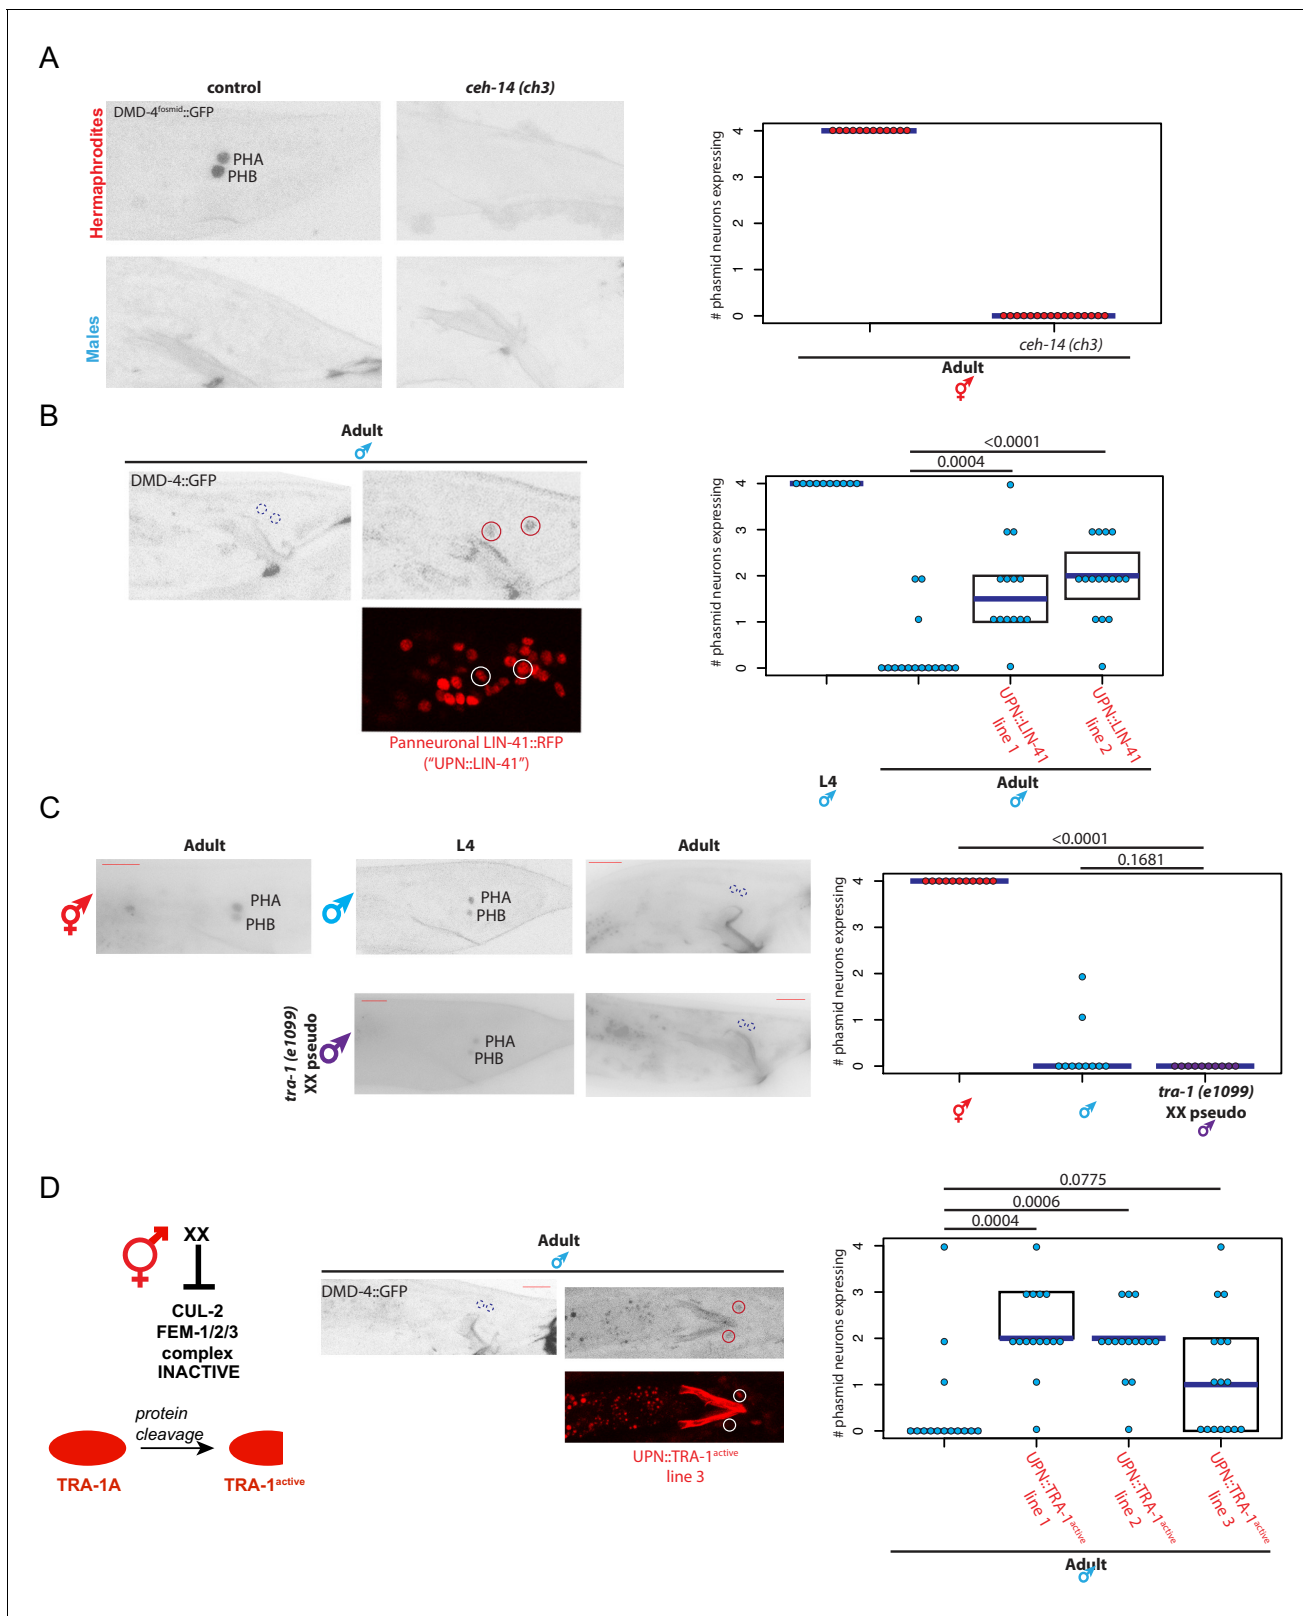 A
control
ceh-14 (ch3)
Hermaphrodites
DMD-4fosmid::GFP
PHA
PHB
Males
# phasmid neurons expressing
4
3
2
1
0
ceh-14 (ch3)
Adult
B
Adult
DMD-4::GFP
Panneuronal LIN-41::RFP
("UPN::LIN-41")
<0.0001
0.0004
# phasmid neurons expressing
4
3
2
1
0
UPN::LIN-41
line 1
UPN::LIN-41
line 2
L4
Adult
C
Adult
L4
Adult
PHA
PHB
PHA
PHB
tra-1 (e1099)
XX pseudo
PHA
PHB
<0.0001
0.1681
# phasmid neurons expressing
4
3
2
1
0
tra-1 (e1099)
XX pseudo
D
XX
CUL-2
FEM-1/2/3
complex
INACTIVE
protein
cleavage
TRA-1A
TRA-1active
Adult
DMD-4::GFP
UPN::TRA-1active
line 3
0.0775
0.0006
0.0004
# phasmid neurons expressing
4
3
2
1
0
UPN::TRA-1active
line 1
UPN::TRA-1active
line 2
UPN::TRA-1active
line 3
Adult